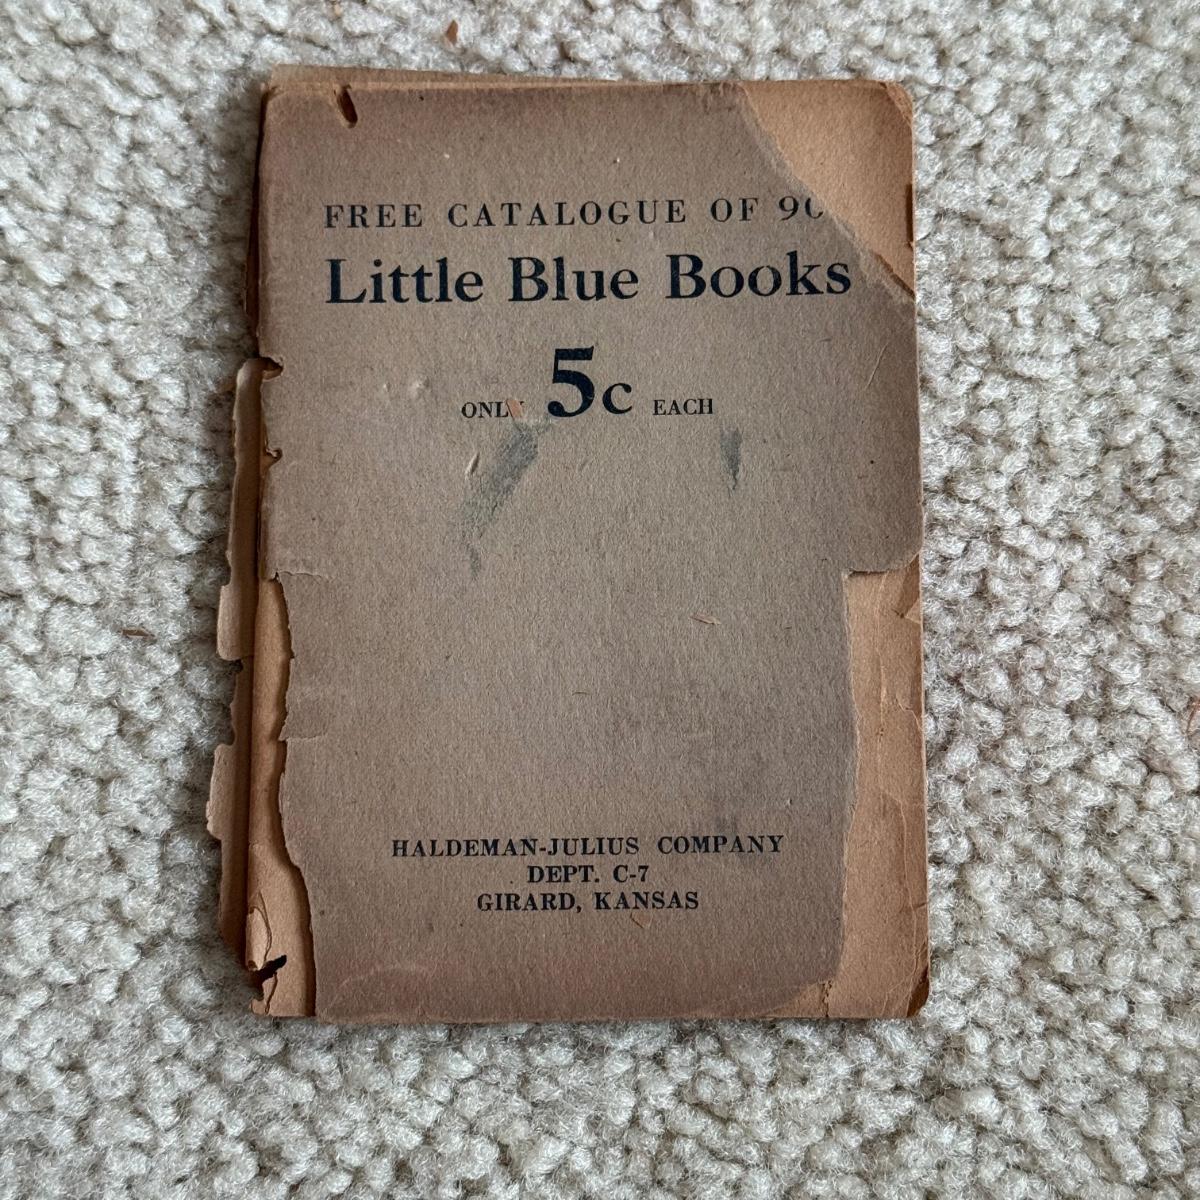 FREE CATALOGUE OF 90
Little Blue Books
ONLY 5c EACH
HALDEMAN-JULIUS COMPANY
DEPT. C-7
GIRARD, KANSAS